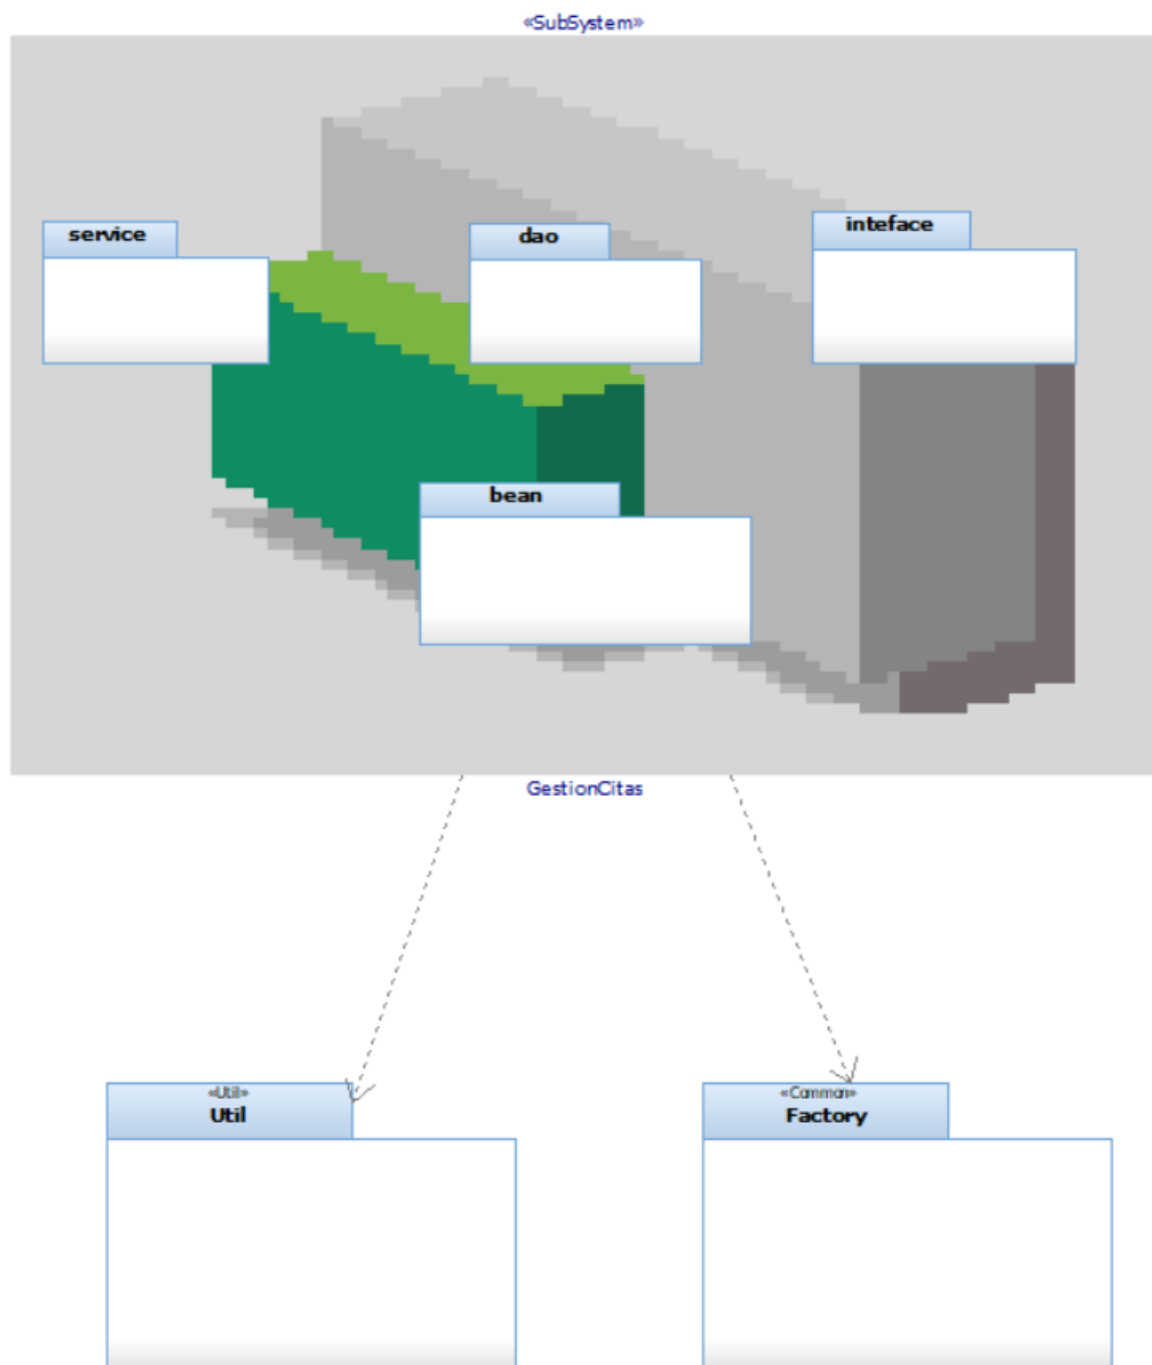 «SubSystem»
service
dao
inteface
bean
GestionCitas
«Util»
Util
«Common»
Factory